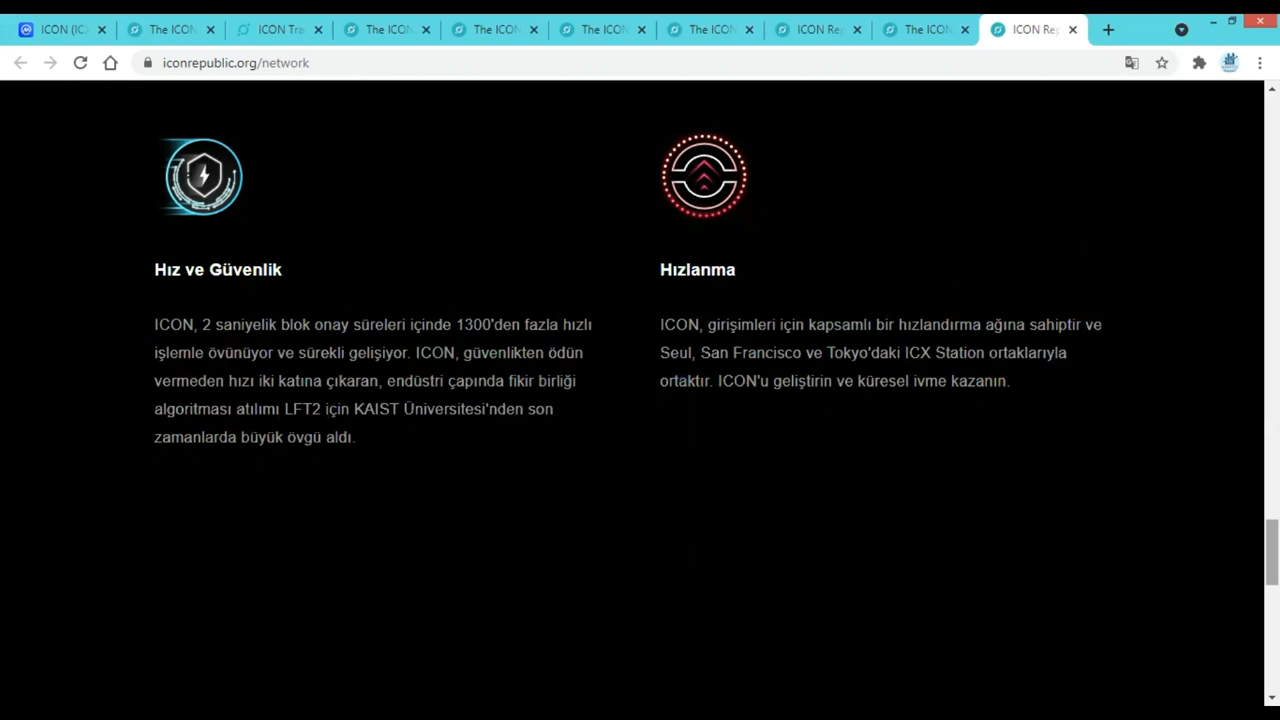 ICON (IC
The ICON
ICON Tra
The ICON
The ICON
The ICON
The ICON
ICON Rep
The ICON
ICON Rep
iconrepublic.org/network
Hız ve Güvenlik
ICON, 2 saniyelik blok onay süreleri içinde 1300'den fazla hızlı
işlemle övünüyor ve sürekli gelişiyor. ICON, güvenlikten ödün
vermeden hızı iki katına çıkaran, endüstri çapında fikir birliği
algoritması atılımı LFT2 için KAIST Üniversitesi'nden son
zamanlarda büyük övgü aldı.
Hızlanma
ICON, girişimleri için kapsamlı bir hızlandırma ağına sahiptir ve
Seul, San Francisco ve Tokyo'daki ICX Station ortaklarıyla
ortaktır. ICON'u geliştirin ve küresel ivme kazanın.